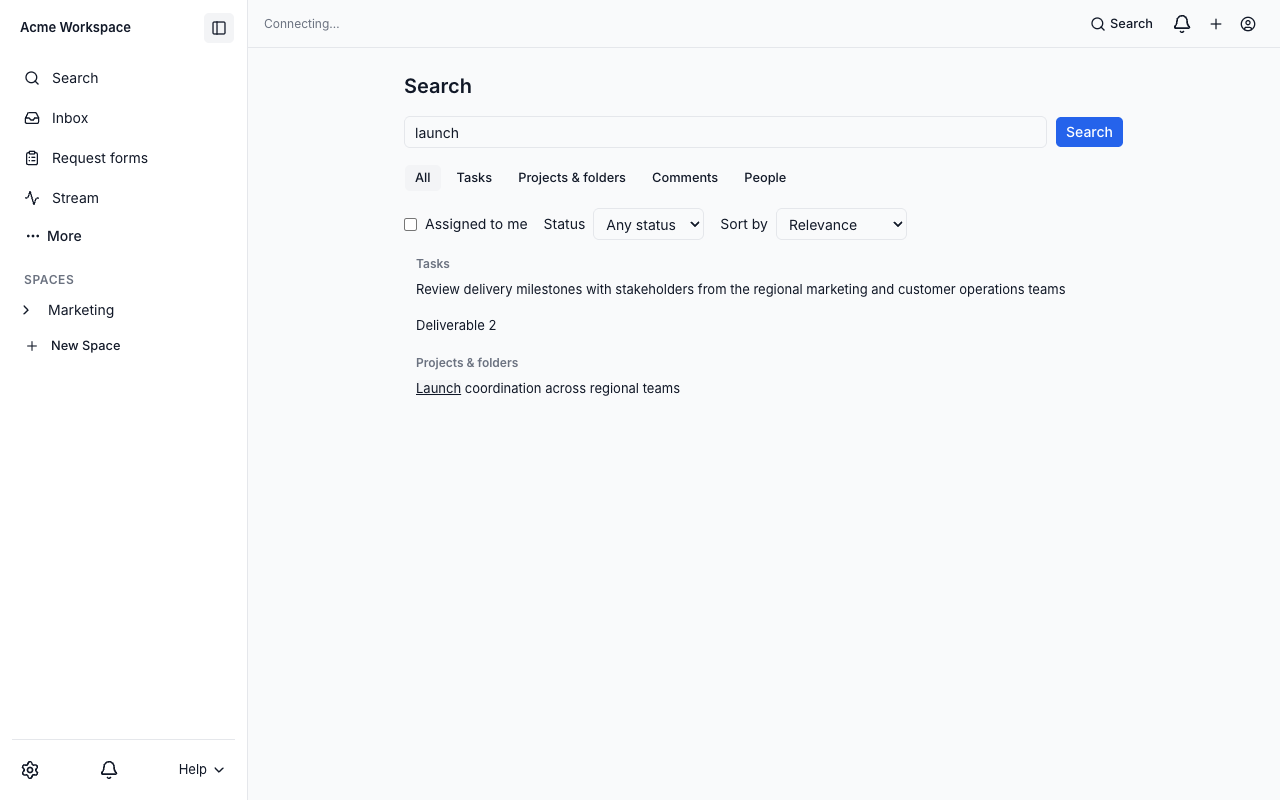 Acme Workspace
Connecting...
Search
Search
Inbox
Request forms
Stream
More
SPACES
Marketing
New Space
Help
Search
launch
Search
All
Tasks
Projects & folders
Comments
People
Assigned to me
Status
Any status
Sort by
Relevance
Tasks
Review delivery milestones with stakeholders from the regional marketing and customer operations teams
Deliverable 2
Projects & folders
Launch coordination across regional teams